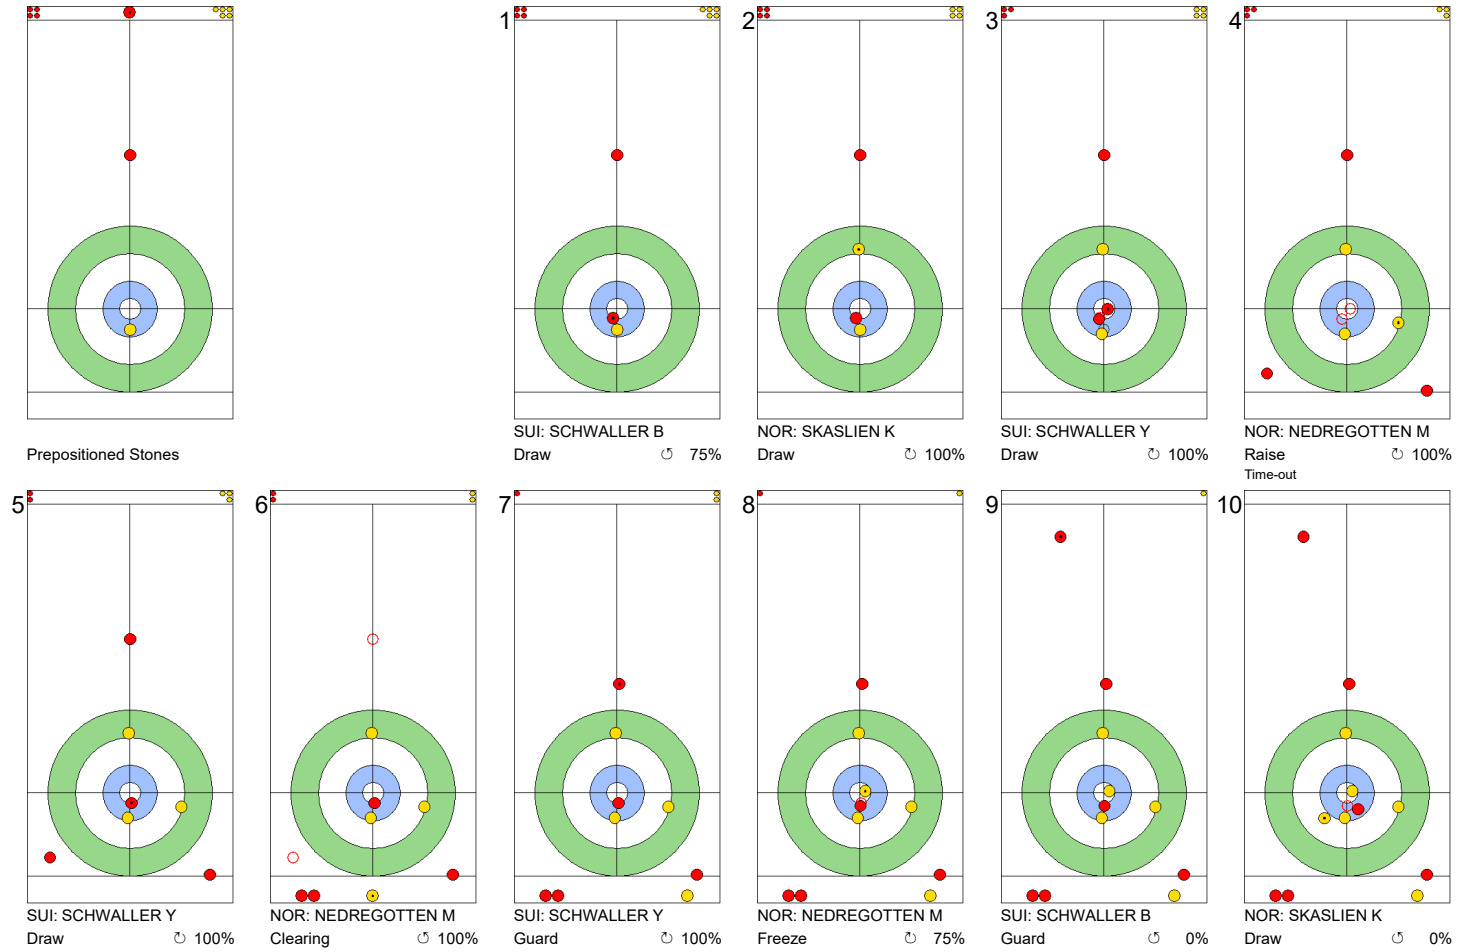 Prepositioned Stones
1
SUI: SCHWALLER B
Draw ↺ 75%
2
NOR: SKASLIEN K
Draw ↻ 100%
3
SUI: SCHWALLER Y
Draw ↻ 100%
4
NOR: NEDREGOTTEN M
Raise ↻ 100%
Time-out
5
SUI: SCHWALLER Y
Draw ↻ 100%
6
NOR: NEDREGOTTEN M
Clearing ↺ 100%
7
SUI: SCHWALLER Y
Guard ↻ 100%
8
NOR: NEDREGOTTEN M
Freeze ↻ 75%
9
SUI: SCHWALLER B
Guard ↺ 0%
10
NOR: SKASLIEN K
Draw ↺ 0%